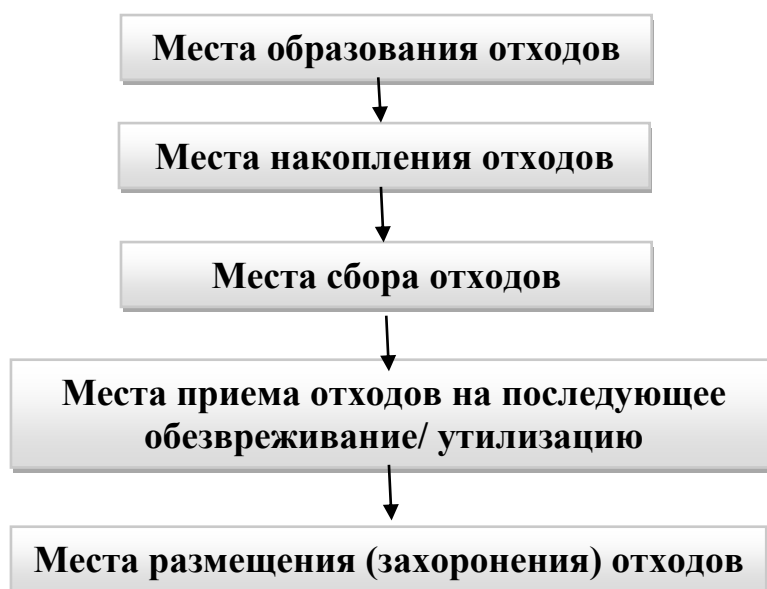 Места образования отходов
Места накопления отходов
Места сбора отходов
Места приема отходов на последующее
обезвреживание/ утилизацию
Места размещения (захоронения) отходов